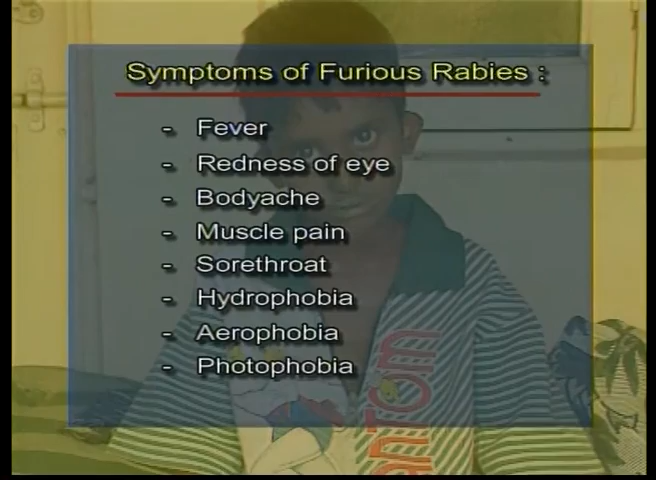 Symptoms of Furious Rabies :
- Fever
- Redness of eye
- Bodyache
- Muscle pain
- Sorethroat
- Hydrophobia
- Aerophobia
- Photophobia